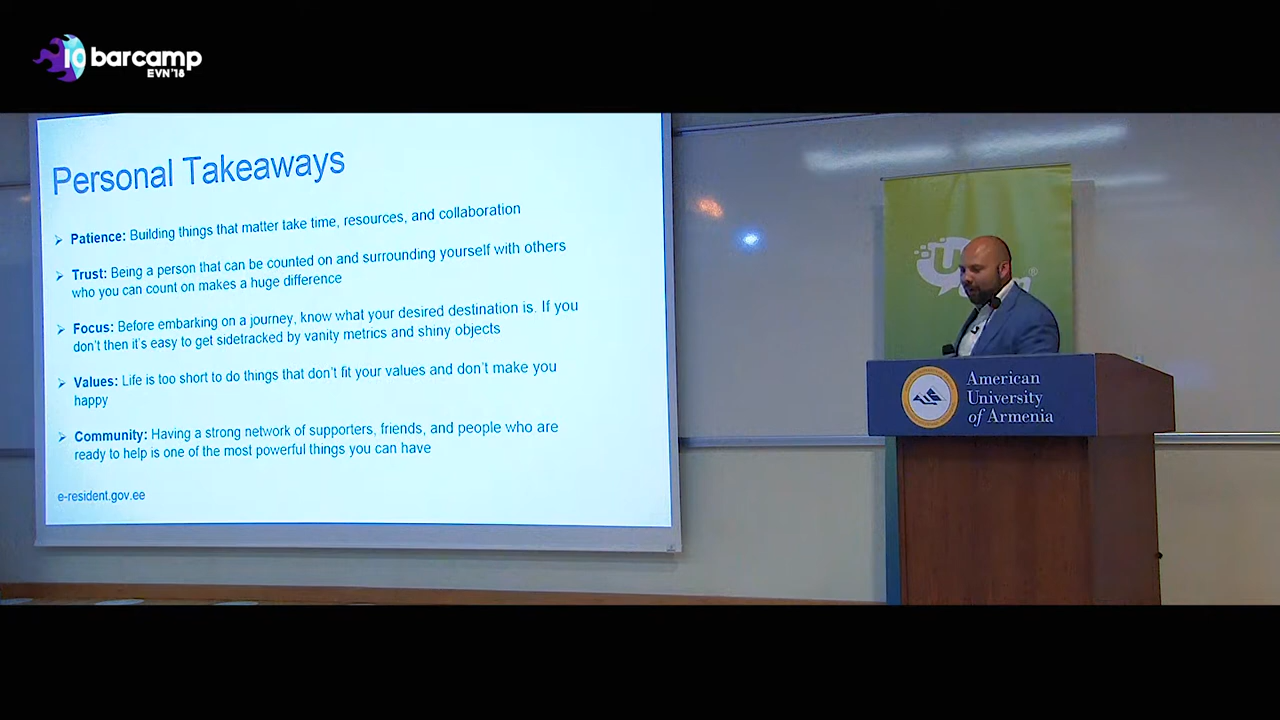 10 barcamp
EVN'18
Personal Takeaways
➢ Patience: Building things that matter take time, resources, and collaboration
➢ Trust: Being a person that can be counted on and surrounding yourself with others
who you can count on makes a huge difference
➢ Focus: Before embarking on a journey, know what your desired destination is. If you
don't then it's easy to get sidetracked by vanity metrics and shiny objects
➢ Values: Life is too short to do things that don't fit your values and don't make you
happy
➢ Community: Having a strong network of supporters, friends, and people who are
ready to help is one of the most powerful things you can have
e-resident.gov.ee
American
University
of Armenia